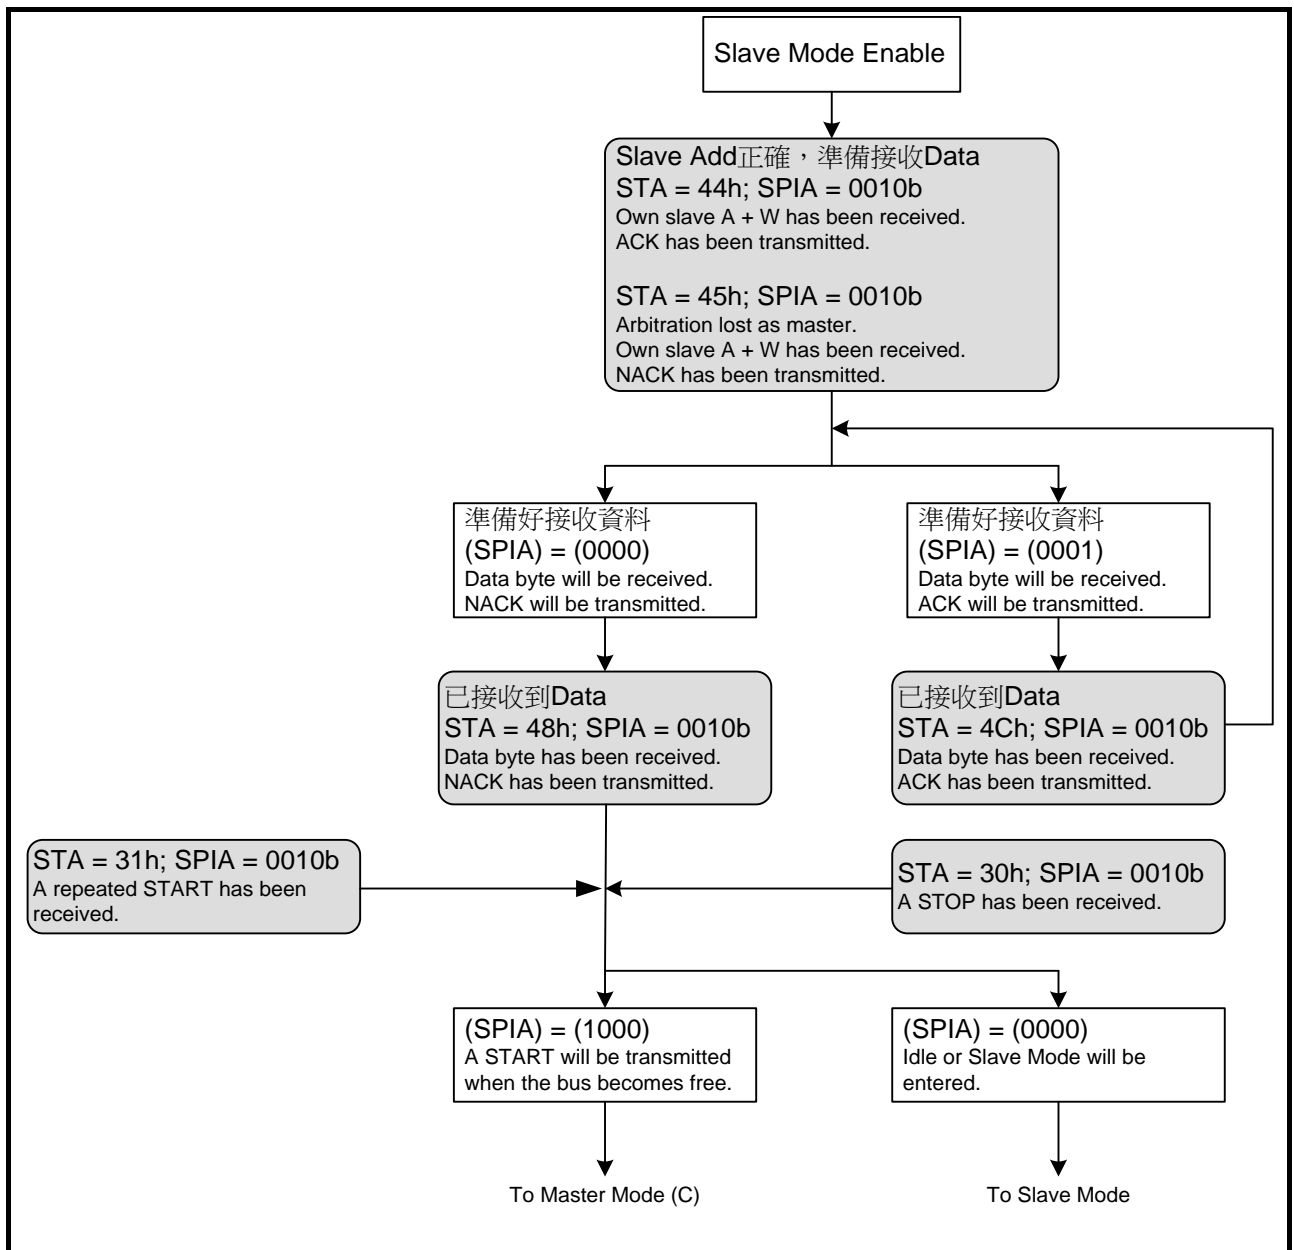 Slave Mode Enable
Slave Add正確，準備接收Data
STA = 44h; SPIA = 0010b
Own slave A + W has been received.
ACK has been transmitted.
STA = 45h; SPIA = 0010b
Arbitration lost as master.
Own slave A + W has been received.
NACK has been transmitted.
準備好接收資料
(SPIA) = (0000)
Data byte will be received.
NACK will be transmitted.
準備好接收資料
(SPIA) = (0001)
Data byte will be received.
ACK will be transmitted.
已接收到Data
STA = 48h; SPIA = 0010b
Data byte has been received.
NACK has been transmitted.
已接收到Data
STA = 4Ch; SPIA = 0010b
Data byte has been received.
ACK has been transmitted.
STA = 31h; SPIA = 0010b
A repeated START has been
received.
STA = 30h; SPIA = 0010b
A STOP has been received.
(SPIA) = (1000)
A START will be transmitted
when the bus becomes free.
(SPIA) = (0000)
Idle or Slave Mode will be
entered.
To Master Mode (C)
To Slave Mode